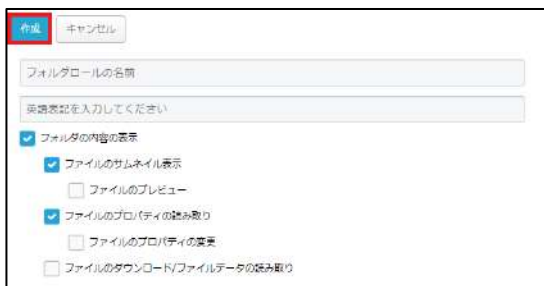 作成 キャンセル
フォルダロールの名前
英語表記を入力してください
フォルダの内容の表示
ファイルのサムネイル表示
ファイルのプレビュー
ファイルのプロパティの読み取り
ファイルのプロパティの変更
ファイルのダウンロード/ファイルデータの読み取り